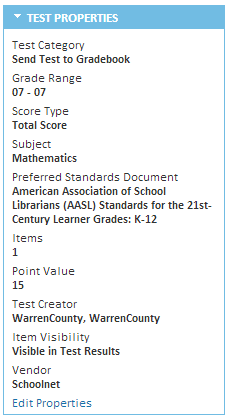 TEST PROPERTIES
Test Category
Send Test to Gradebook
Grade Range
07 - 07
Score Type
Total Score
Subject
Mathematics
Preferred Standards Document
American Association of School
Librarians (AASL) Standards for the 21st-
Century Learner Grades: K-12
Items
1
Point Value
15
Test Creator
WarrenCounty, WarrenCounty
Item Visibility
Visible in Test Results
Vendor
Schoolnet
Edit Properties